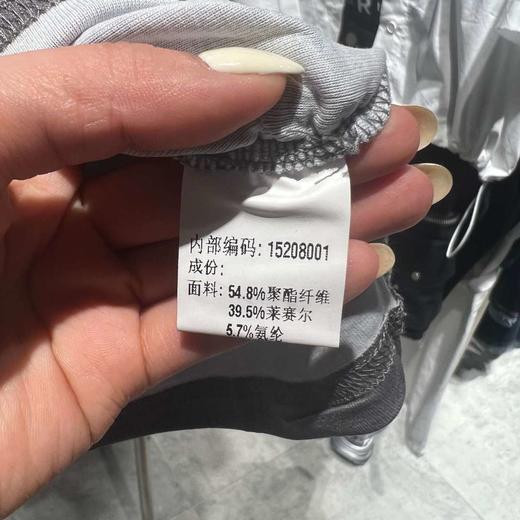 内部编码: 15208001
成份:
面料: 54.8%聚酯纤维
39.5%莱赛尔
5.7%氨纶